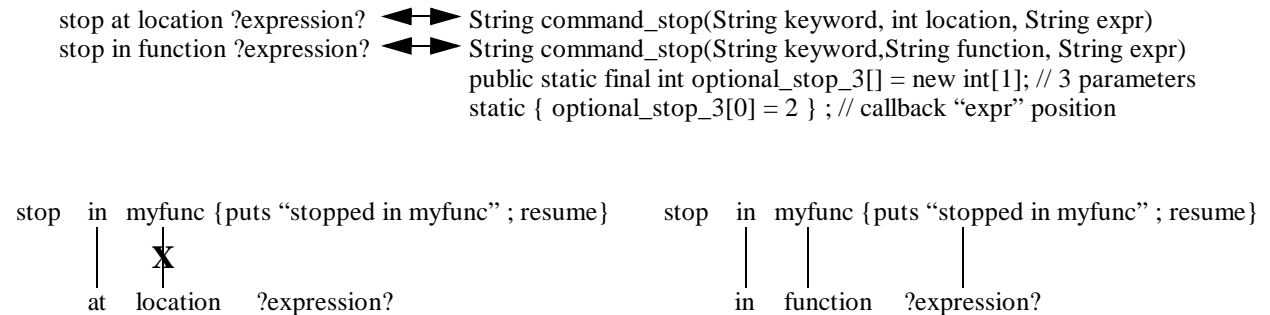 stop at location ?expression? String command_stop(String keyword, int location, String expr)
stop in function ?expression? String command_stop(String keyword,String function, String expr)
public static final int optional_stop_3[] = new int[1]; // 3 parameters
static { optional_stop_3[0] = 2 } ; // callback “expr” position
stop in myfunc {puts “stopped in myfunc” ; resume} stop in myfunc {puts “stopped in myfunc” ; resume}
X
at location ?expression? in function ?expression?